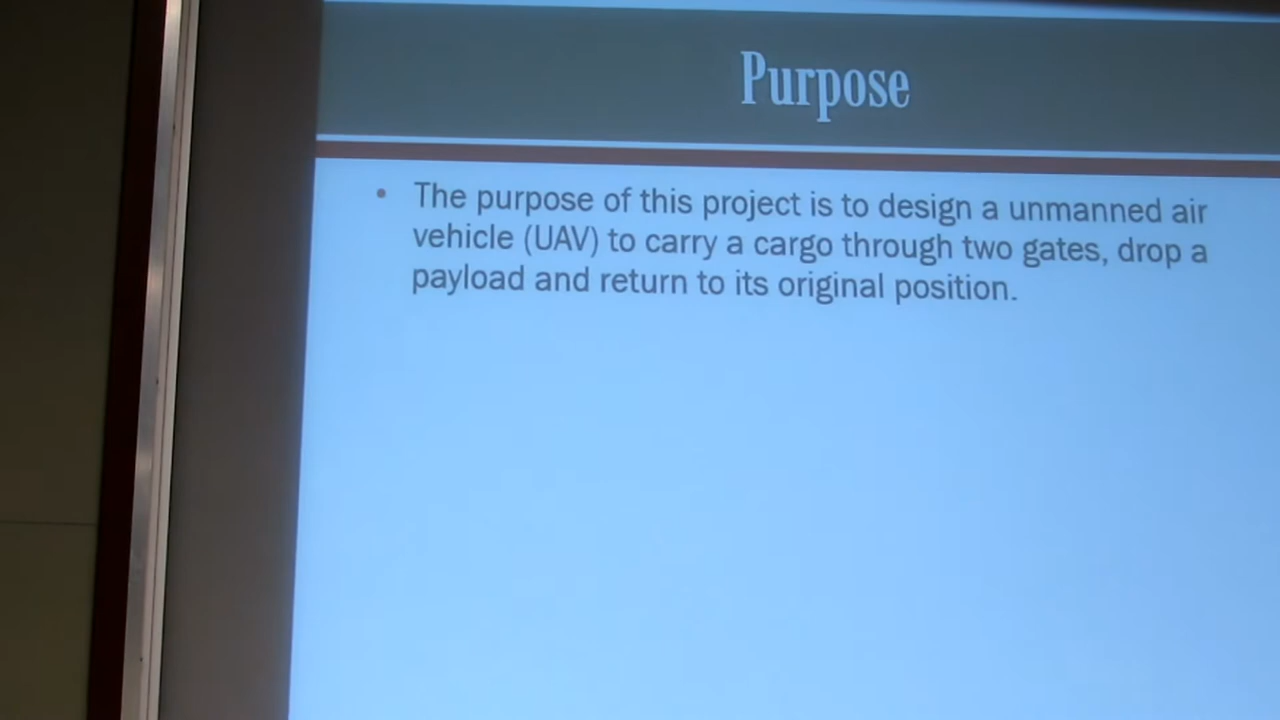 Purpose
• The purpose of this project is to design a unmanned air
vehicle (UAV) to carry a cargo through two gates, drop a
payload and return to its original position.